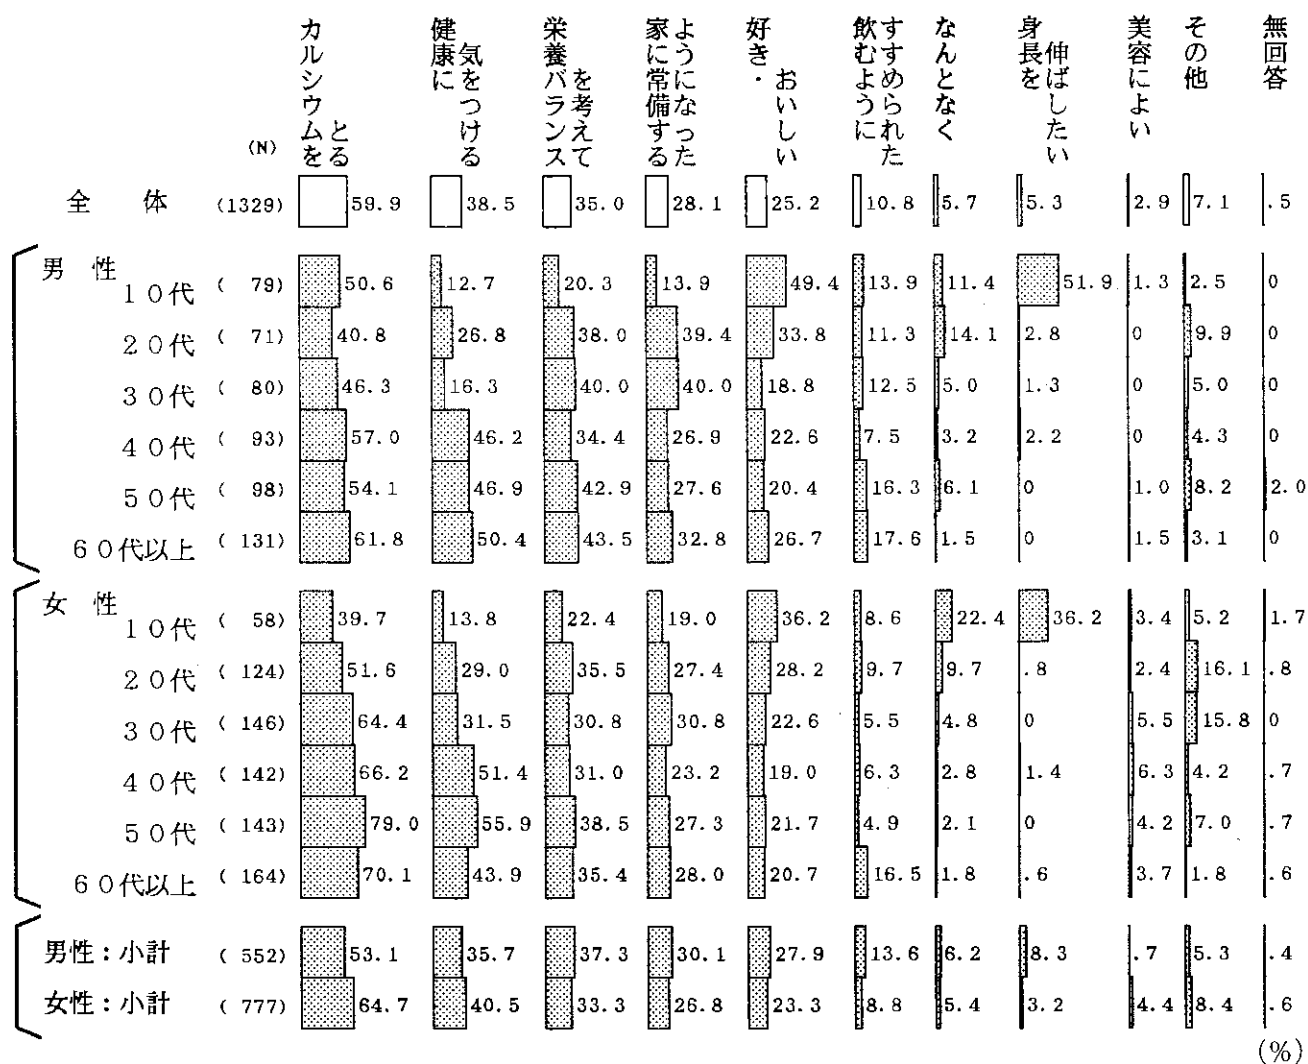 カルシウムをとる
健康に気をつける
栄養バランスを考えて
家に常備するようになった
好き・おいしい
飲むようにすすめられた
なんとなく
身長を伸ばしたい
美容によい
その他
無回答
(N)
全 体 (1329) 59.9 38.5 35.0 28.1 25.2 10.8 5.7 5.3 2.9 7.1 .5
男 性
10代 ( 79) 50.6 12.7 20.3 13.9 49.4 13.9 11.4 51.9 1.3 2.5 0
20代 ( 71) 40.8 26.8 38.0 39.4 33.8 11.3 14.1 2.8 0 9.9 0
30代 ( 80) 46.3 16.3 40.0 40.0 18.8 12.5 5.0 1.3 0 5.0 0
40代 ( 93) 57.0 46.2 34.4 26.9 22.6 7.5 3.2 2.2 0 4.3 0
50代 ( 98) 54.1 46.9 42.9 27.6 20.4 16.3 6.1 0 1.0 8.2 2.0
60代以上 ( 131) 61.8 50.4 43.5 32.8 26.7 17.6 1.5 0 1.5 3.1 0
女 性
10代 ( 58) 39.7 13.8 22.4 19.0 36.2 8.6 22.4 36.2 3.4 5.2 1.7
20代 ( 124) 51.6 29.0 35.5 27.4 28.2 9.7 9.7 .8 2.4 16.1 .8
30代 ( 146) 64.4 31.5 30.8 30.8 22.6 5.5 4.8 0 5.5 15.8 0
40代 ( 142) 66.2 51.4 31.0 23.2 19.0 6.3 2.8 1.4 6.3 4.2 .7
50代 ( 143) 79.0 55.9 38.5 27.3 21.7 4.9 2.1 0 4.2 7.0 .7
60代以上 ( 164) 70.1 43.9 35.4 28.0 20.7 16.5 1.8 .6 3.7 1.8 .6
男性：小計 ( 552) 53.1 35.7 37.3 30.1 27.9 13.6 6.2 8.3 .7 5.3 .4
女性：小計 ( 777) 64.7 40.5 33.3 26.8 23.3 8.8 5.4 3.2 4.4 8.4 .6
(%)